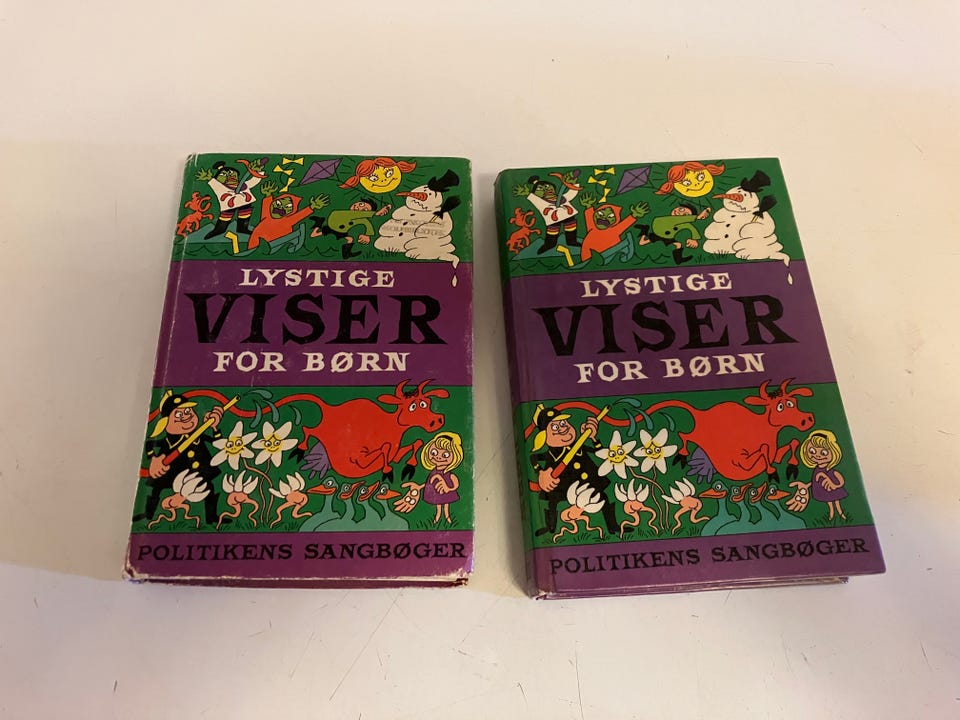 LYSTIGE
VISER
FOR BØRN
POLITIKENS SANGBØGER
LYSTIGE
VISER
FOR BØRN
POLITIKENS SANGBØGER